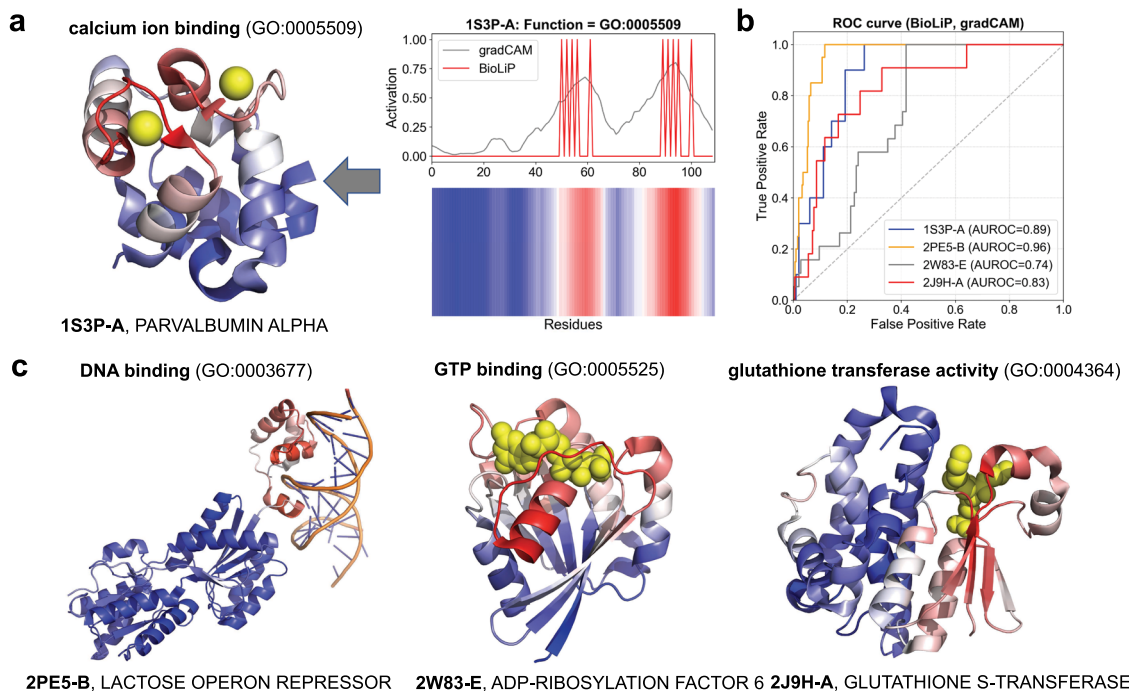 a
calcium ion binding (GO:0005509)
1S3P-A, PARVALBUMIN ALPHA
1S3P-A: Function = GO:0005509
gradCAM
BioLiP
Activation
1.00
0.75
0.50
0.25
0.00
0 20 40 60 80 100
Residues
b
ROC curve (BioLiP, gradCAM)
True Positive Rate
1.0
0.8
0.6
0.4
0.2
0.0
1S3P-A (AUROC=0.89)
2PE5-B (AUROC=0.96)
2W83-E (AUROC=0.74)
2J9H-A (AUROC=0.83)
0.0 0.2 0.4 0.6 0.8 1.0
False Positive Rate
c
DNA binding (GO:0003677)
GTP binding (GO:0005525)
glutathione transferase activity (GO:0004364)
2PE5-B, LACTOSE OPERON REPRESSOR
2W83-E, ADP-RIBOSYLATION FACTOR 6
2J9H-A, GLUTATHIONE S-TRANSFERASE